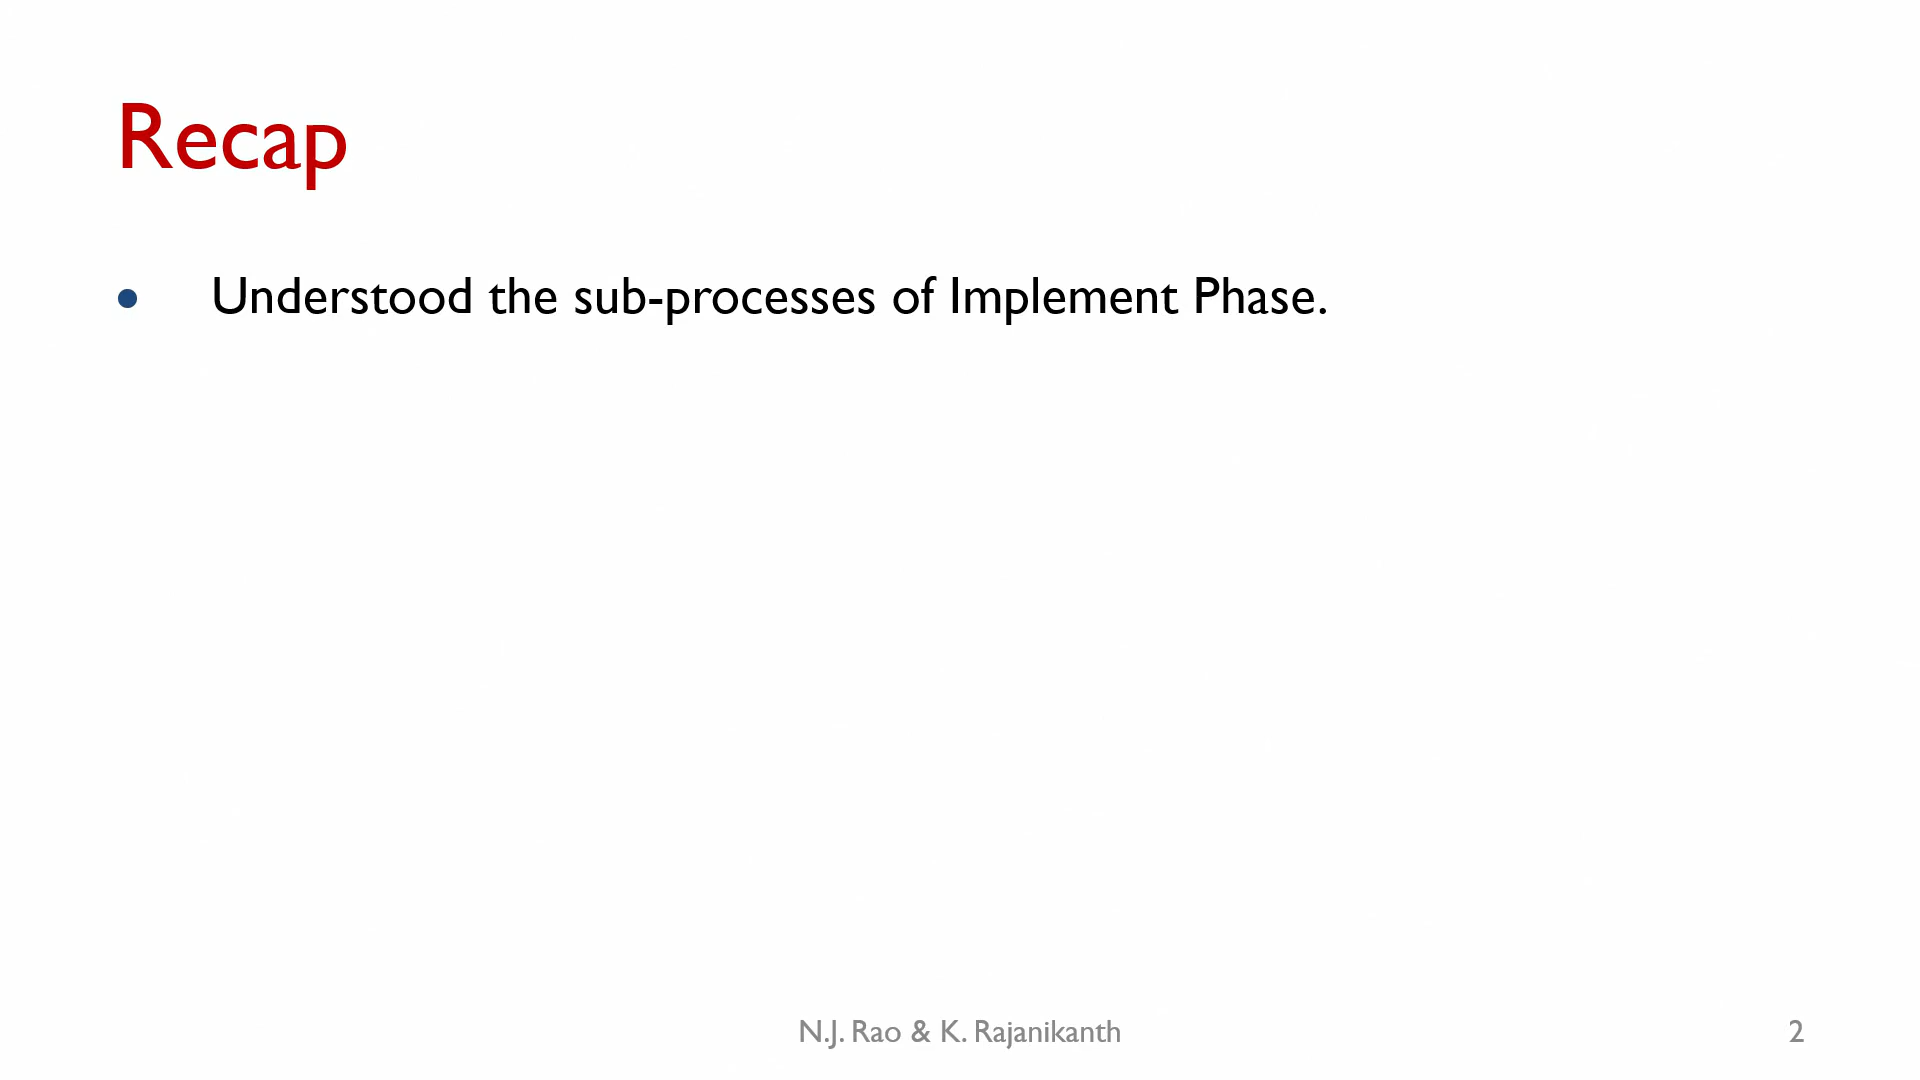 Recap
• Understood the sub-processes of Implement Phase.
N.J. Rao & K. Rajanikanth
2